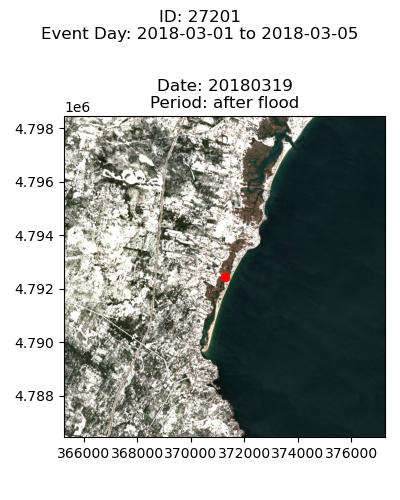 ID: 27201
Event Day: 2018-03-01 to 2018-03-05
Date: 20180319
Period: after flood
1e6
4.798
4.796
4.794
4.792
4.790
4.788
366000 368000 370000 372000 374000 376000